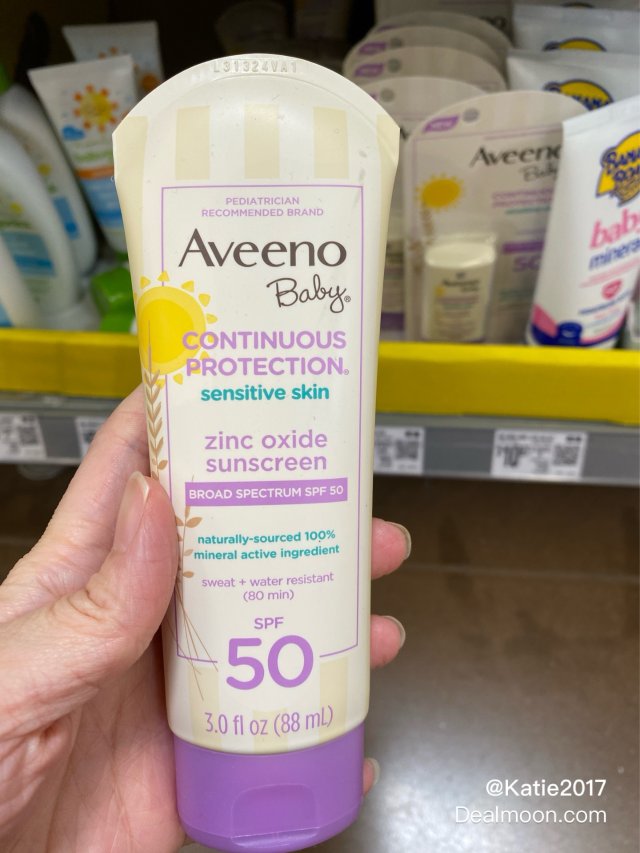 L31324VA1
PEDIATRICIAN
RECOMMENDED BRAND
Aveeno
Baby®
CONTINUOUS
PROTECTION®
sensitive skin
zinc oxide
sunscreen
BROAD SPECTRUM SPF 50
naturally-sourced 100%
mineral active ingredient
sweat + water resistant
(80 min)
SPF
50
3.0 fl oz (88 mL)
Aveeno
Baby
BANANA
baby
mineral
@Katie2017
Dealmoon.com